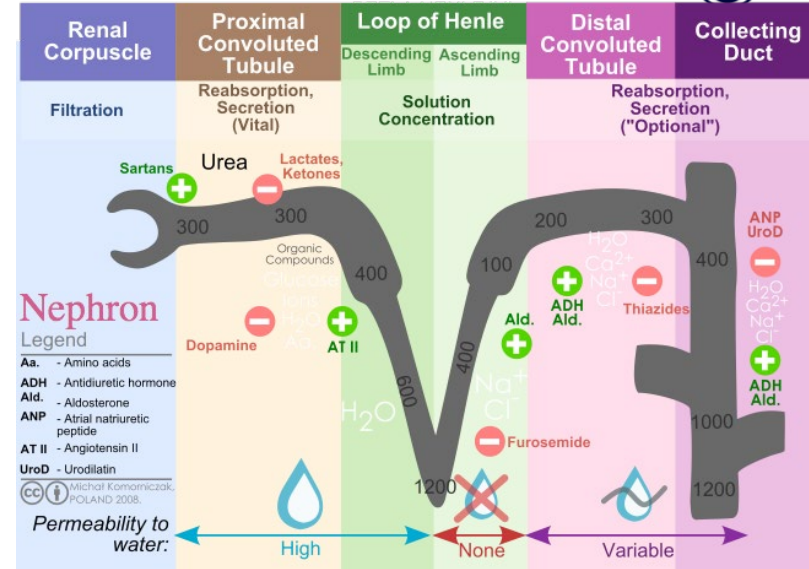 Renal
Corpuscle
Proximal
Convoluted
Tubule
Loop of Henle
Descending
Limb
Ascending
Limb
Distal
Convoluted
Tubule
Collecting
Duct
Filtration
Reabsorption,
Secretion
(Vital)
Solution
Concentration
Reabsorption,
Secretion
("Optional")
Sartans
Urea
Lactates,
Ketones
300
300
Organic
Compounds
Glucose
Ions
H2O
Aa.
400
200
300
100
H2O
Ca2+
Na+
Cl-
400
ANP
UroD
H2O
Ca2+
Na+
Cl-
ADH
Ald.
Dopamine
AT II
Ald.
ADH
Ald.
Thiazides
600
400
H2O
Na+
Cl-
Furosemide
1000
1200
1200
Nephron
Legend
Aa. - Amino acids
ADH - Antidiuretic hormone
Ald. - Aldosterone
ANP - Atrial natriuretic
peptide
AT II - Angiotensin II
UroD - Urodilatin
cc
Michał Komorniczak,
POLAND 2008.
Permeability to
water:
High
None
Variable